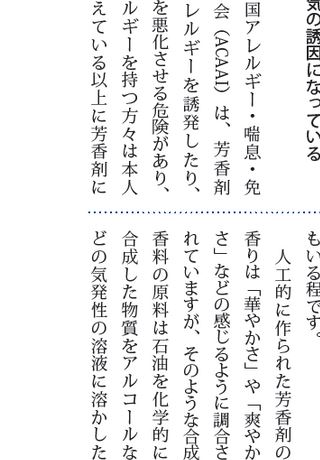 気の誘因になっている
国アレルギー・喘息・免
会（ACAAI）は、芳香剤
レルギーを誘発したり、
を悪化させる危険があり、
ルギーを持つ方々は本人
えている以上に芳香剤に
もいる程です。
人工的に作られた芳香剤の
香りは「華やかさ」や「爽やか
さ」などの感じるように調合さ
れていますが、そのような合成
香料の原料は石油を化学的に
合成した物質をアルコールな
どの気発性の溶液に溶かした